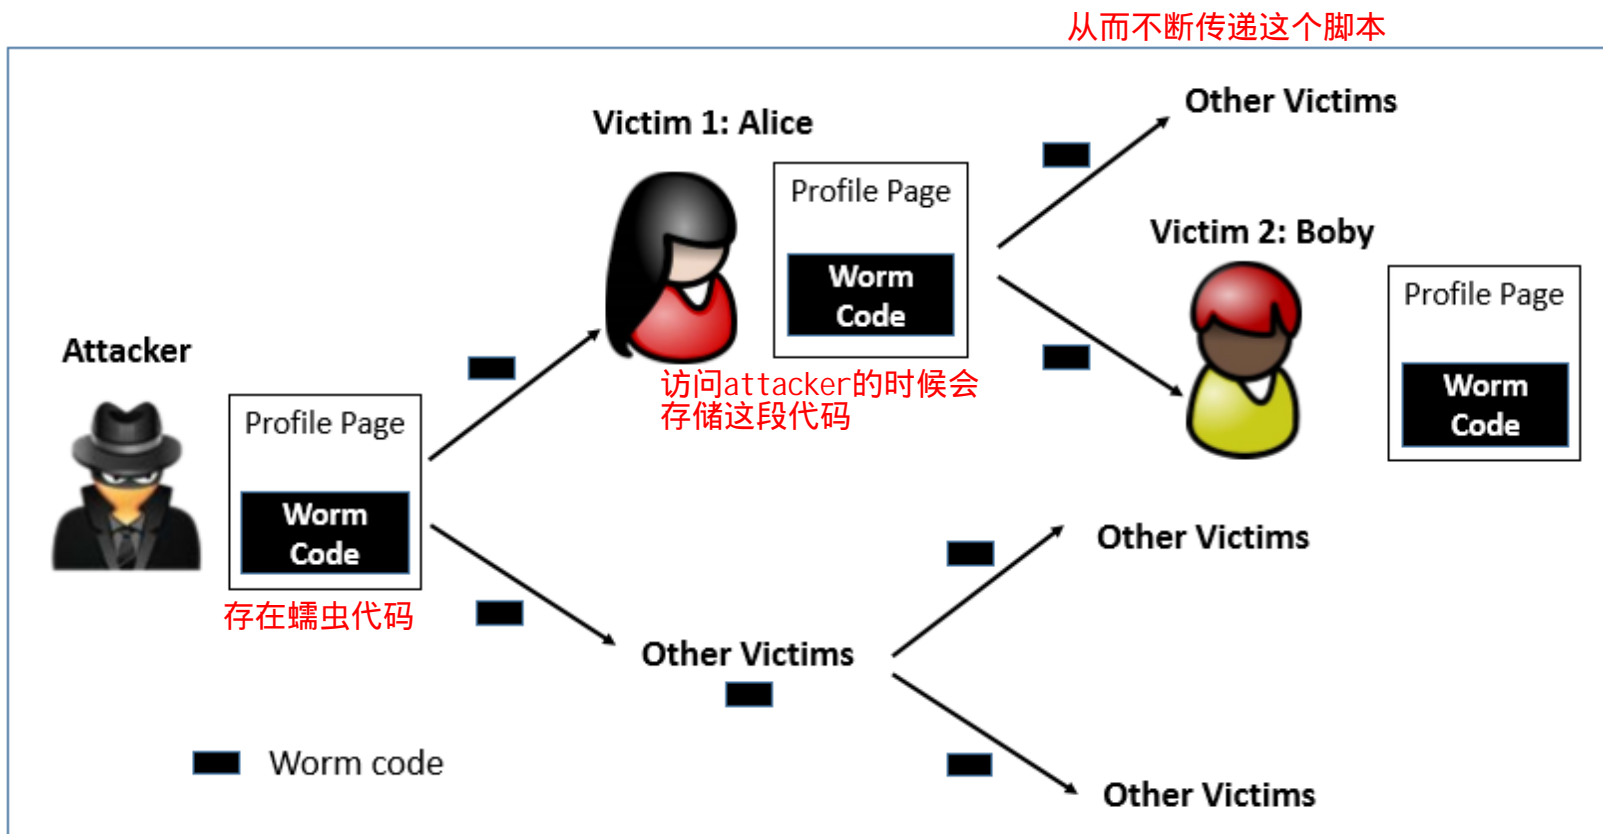 从而不断传递这个脚本
Other Victims
Victim 1: Alice
Profile Page
Worm
Code
Victim 2: Boby
Profile Page
Worm
Code
Attacker
Profile Page
Worm
Code
访问attacker的时候会
存储这段代码
存在蠕虫代码
Other Victims
Other Victims
Worm code
Other Victims